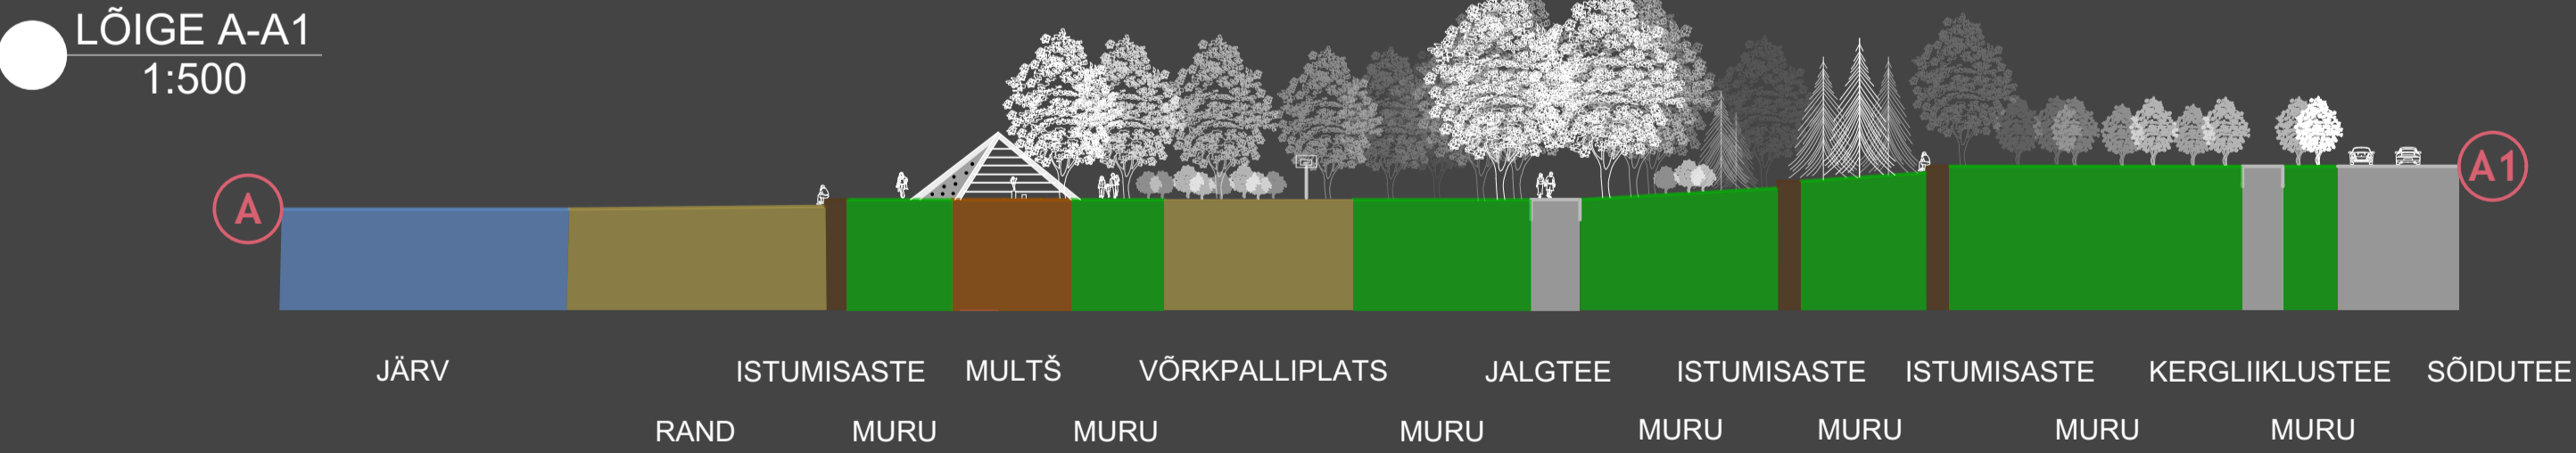 LÕIGE A-A1
1:500
A
A1
JÄRV ISTUMISASTE MULTŠ VÕRKPALLIPLATS JALGTEE ISTUMISASTE ISTUMISASTE KERGLIIKLUSTEE SÕIDUTEE
RAND MURU MURU MURU MURU MURU MURU MURU